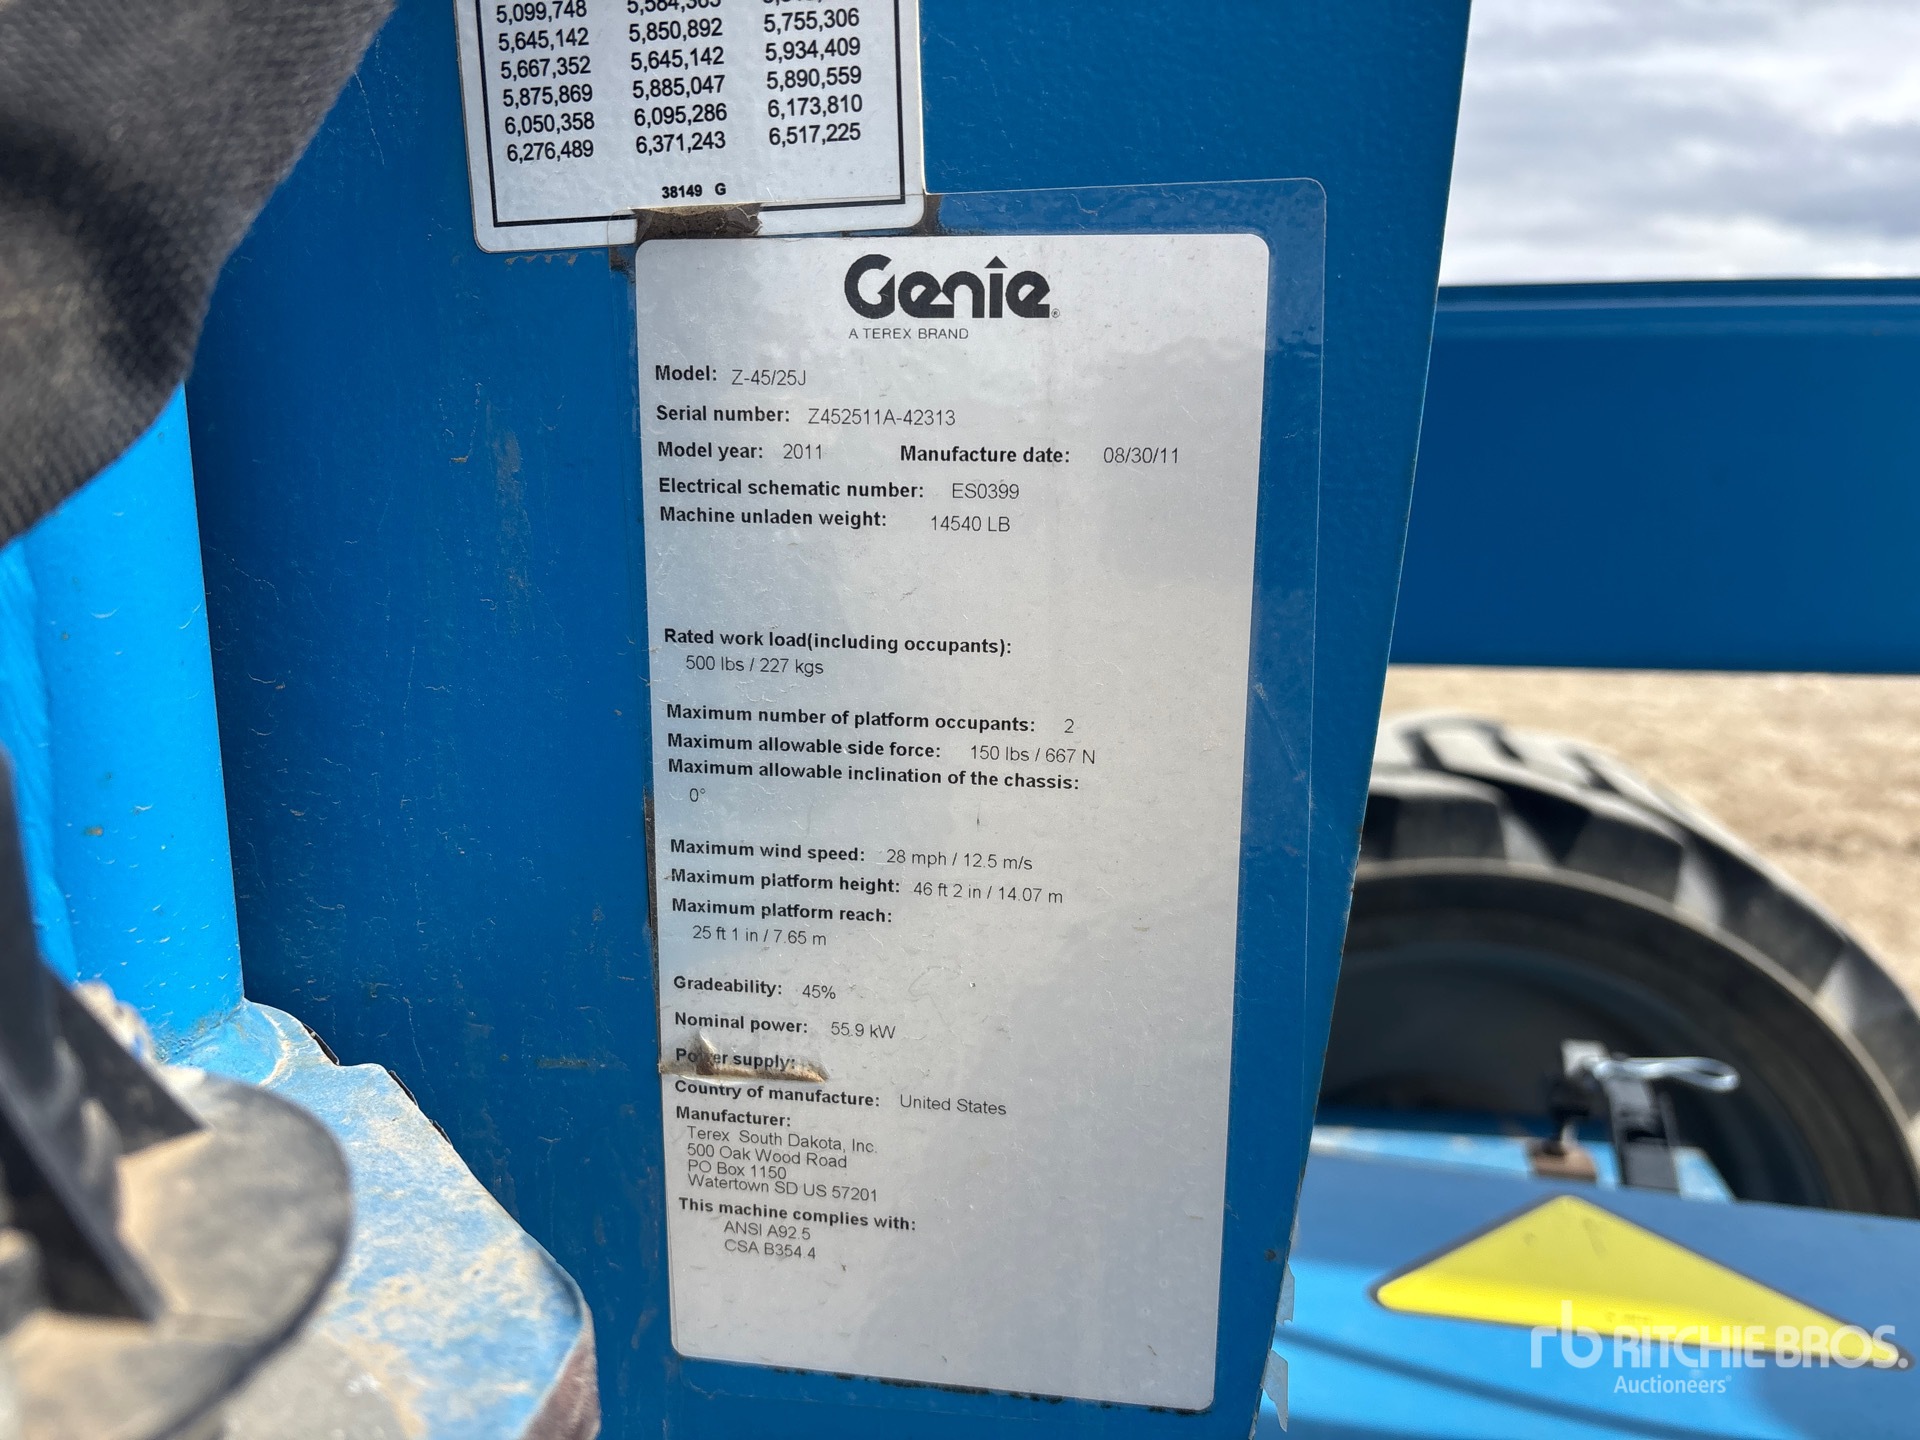 5,099,748 5,584,363
5,645,142 5,850,892 5,755,306
5,667,352 5,645,142 5,934,409
5,875,869 5,885,047 5,890,559
6,050,358 6,095,286 6,173,810
6,276,489 6,371,243 6,517,225
38149 G
Genie®
A TEREX BRAND
Model: Z-45/25J
Serial number: Z452511A-42313
Model year: 2011 Manufacture date: 08/30/11
Electrical schematic number: ES0399
Machine unladen weight: 14540 LB
Rated work load(including occupants):
500 lbs / 227 kgs
Maximum number of platform occupants: 2
Maximum allowable side force: 150 lbs / 667 N
Maximum allowable inclination of the chassis:
0°
Maximum wind speed: 28 mph / 12.5 m/s
Maximum platform height: 46 ft 2 in / 14.07 m
Maximum platform reach:
25 ft 1 in / 7.65 m
Gradeability: 45%
Nominal power: 55.9 kW
Power supply:
Country of manufacture: United States
Manufacturer:
Terex South Dakota, Inc.
500 Oak Wood Road
PO Box 1150
Watertown SD US 57201
This machine complies with:
ANSI A92.5
CSA B354.4
rb RITCHIE BROS.
Auctioneers